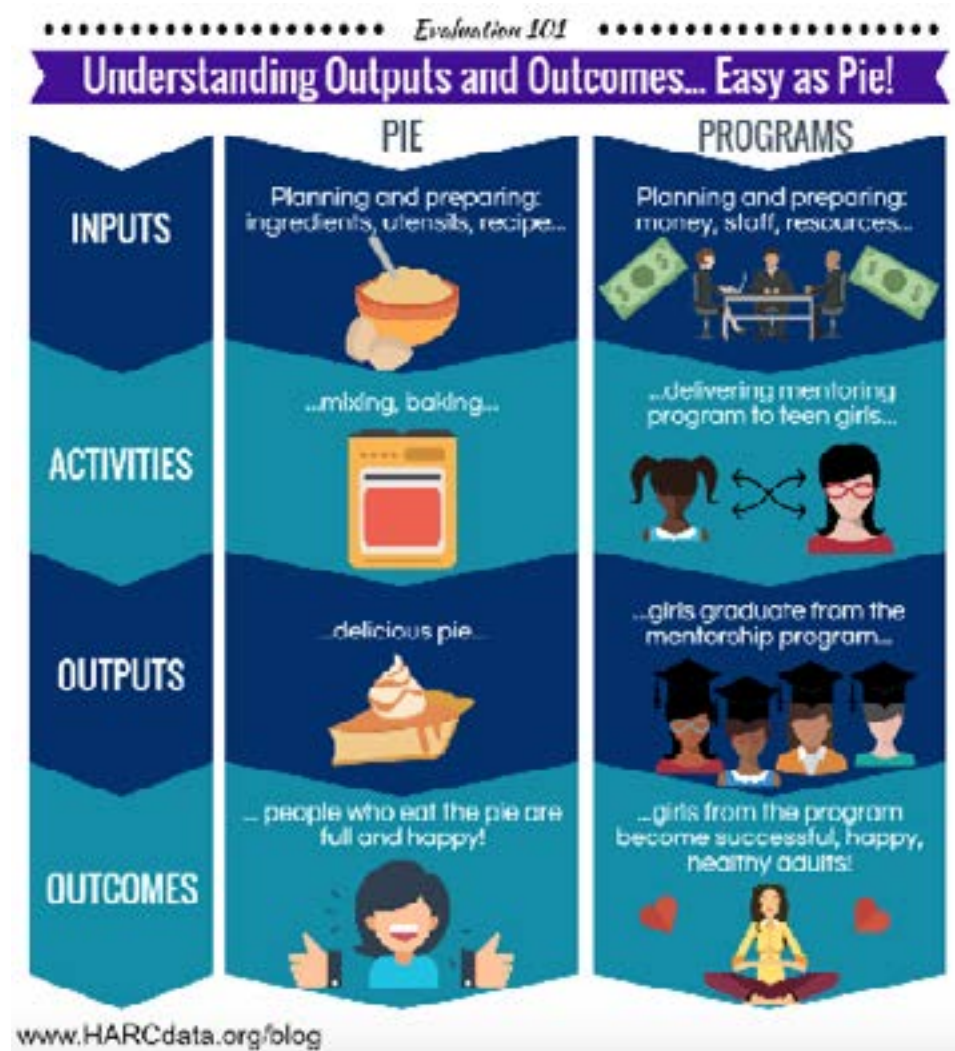 Evaluation 101
Understanding Outputs and Outcomes... Easy as Pie!
PIE
PROGRAMS
INPUTS
Planning and preparing:
ingredients, utensils, recipe...
Planning and preparing:
money, staff, resources...
ACTIVITIES
...mixing, baking...
...delivering mentoring
program to teen girls...
OUTPUTS
...delicious pie...
...girls graduate from the
mentorship program...
OUTCOMES
... people who eat the pie are
full and happy!
...girls from the program
become successful, happy,
healthy adults!
www.HARCdata.org/blog